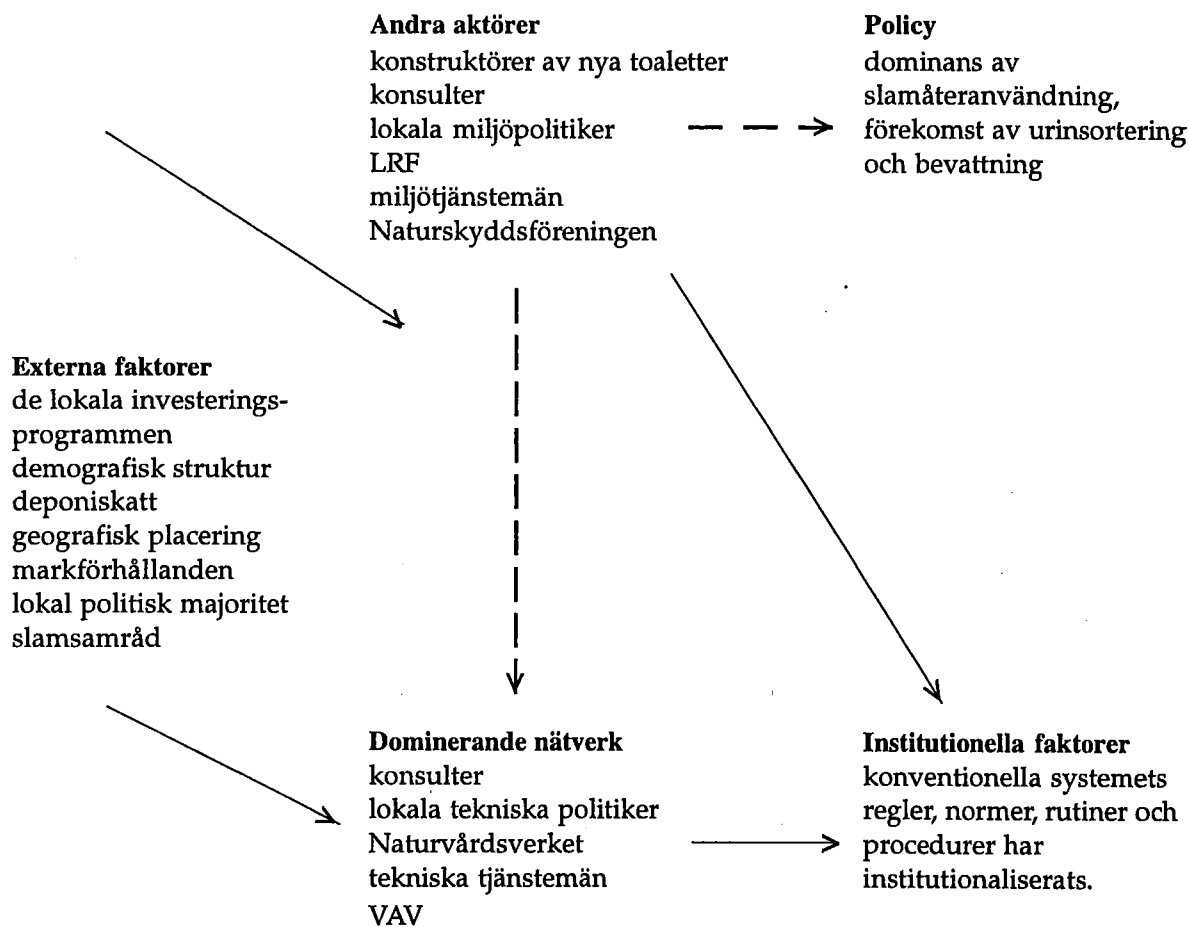 Andra aktörer
konstruktörer av nya toaletter
konsulter
lokala miljöpolitiker
LRF
miljötjänstemän
Naturskyddsföreningen
Policy
dominans av
slamåteranvändning,
förekomst av urinsortering
och bevattning
Externa faktorer
de lokala investerings-
programmen
demografisk struktur
deponiskatt
geografisk placering
markförhållanden
lokal politisk majoritet
slamsamråd
Dominerande nätverk
konsulter
lokala tekniska politiker
Naturvårdsverket
tekniska tjänstemän
VAV
Institutionella faktorer
konventionella systemets
regler, normer, rutiner och
procedurer har
institutionaliserats.